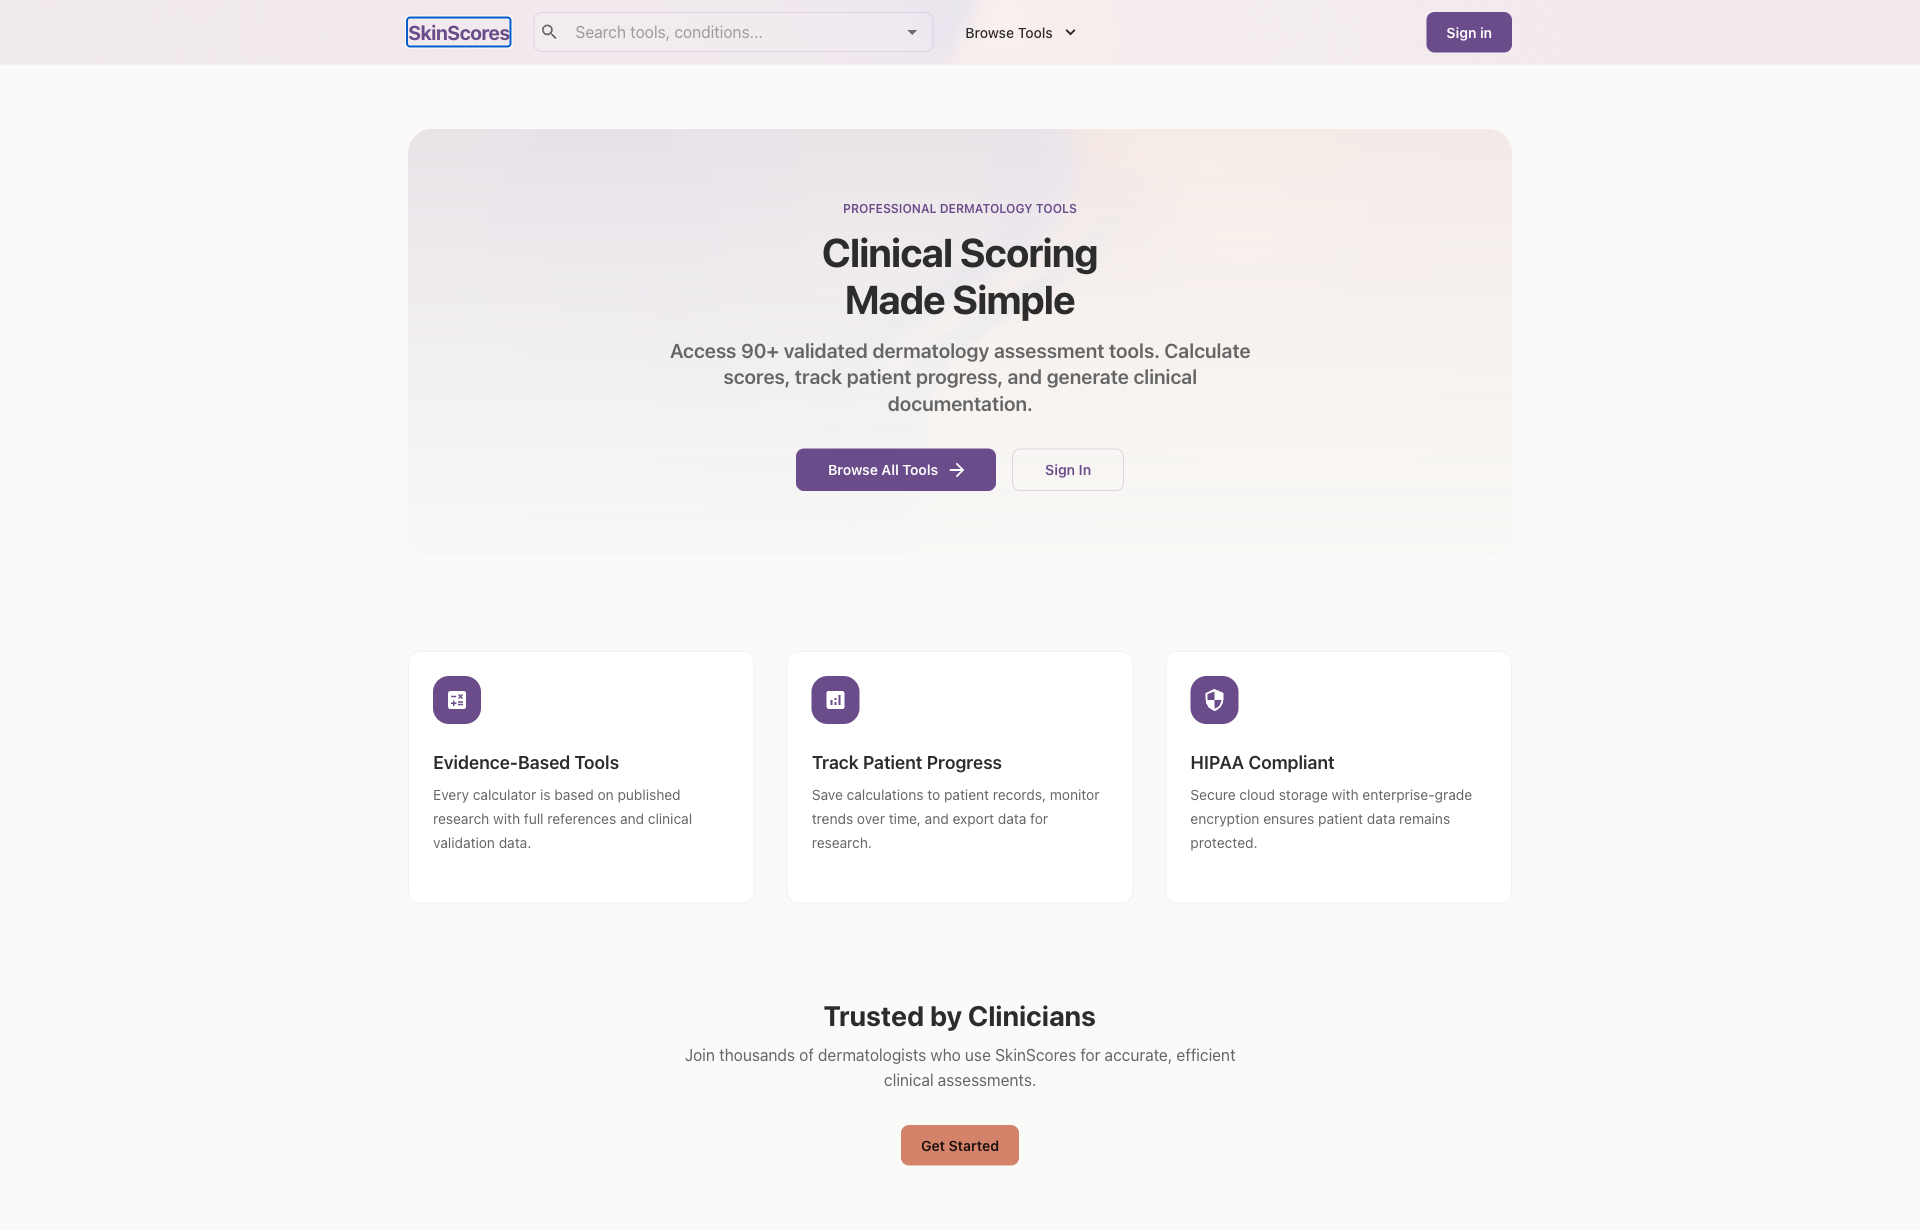 SkinScores
Search tools, conditions...
Browse Tools
Sign in
PROFESSIONAL DERMATOLOGY TOOLS
Clinical Scoring
Made Simple
Access 90+ validated dermatology assessment tools. Calculate
scores, track patient progress, and generate clinical
documentation.
Browse All Tools
Sign In
Evidence-Based Tools
Every calculator is based on published
research with full references and clinical
validation data.
Track Patient Progress
Save calculations to patient records, monitor
trends over time, and export data for
research.
HIPAA Compliant
Secure cloud storage with enterprise-grade
encryption ensures patient data remains
protected.
Trusted by Clinicians
Join thousands of dermatologists who use SkinScores for accurate, efficient
clinical assessments.
Get Started